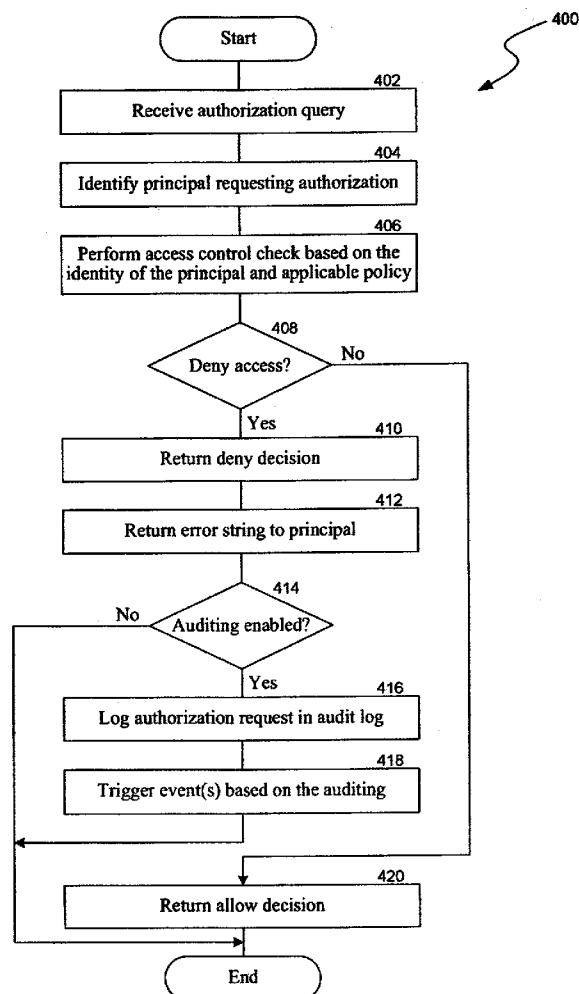 Start
400
402
Receive authorization query
404
Identify principal requesting authorization
406
Perform access control check based on the
identity of the principal and applicable policy
408
Deny access?
No
Yes
410
Return deny decision
412
Return error string to principal
414
No
Auditing enabled?
Yes
416
Log authorization request in audit log
418
Trigger event(s) based on the auditing
420
Return allow decision
End